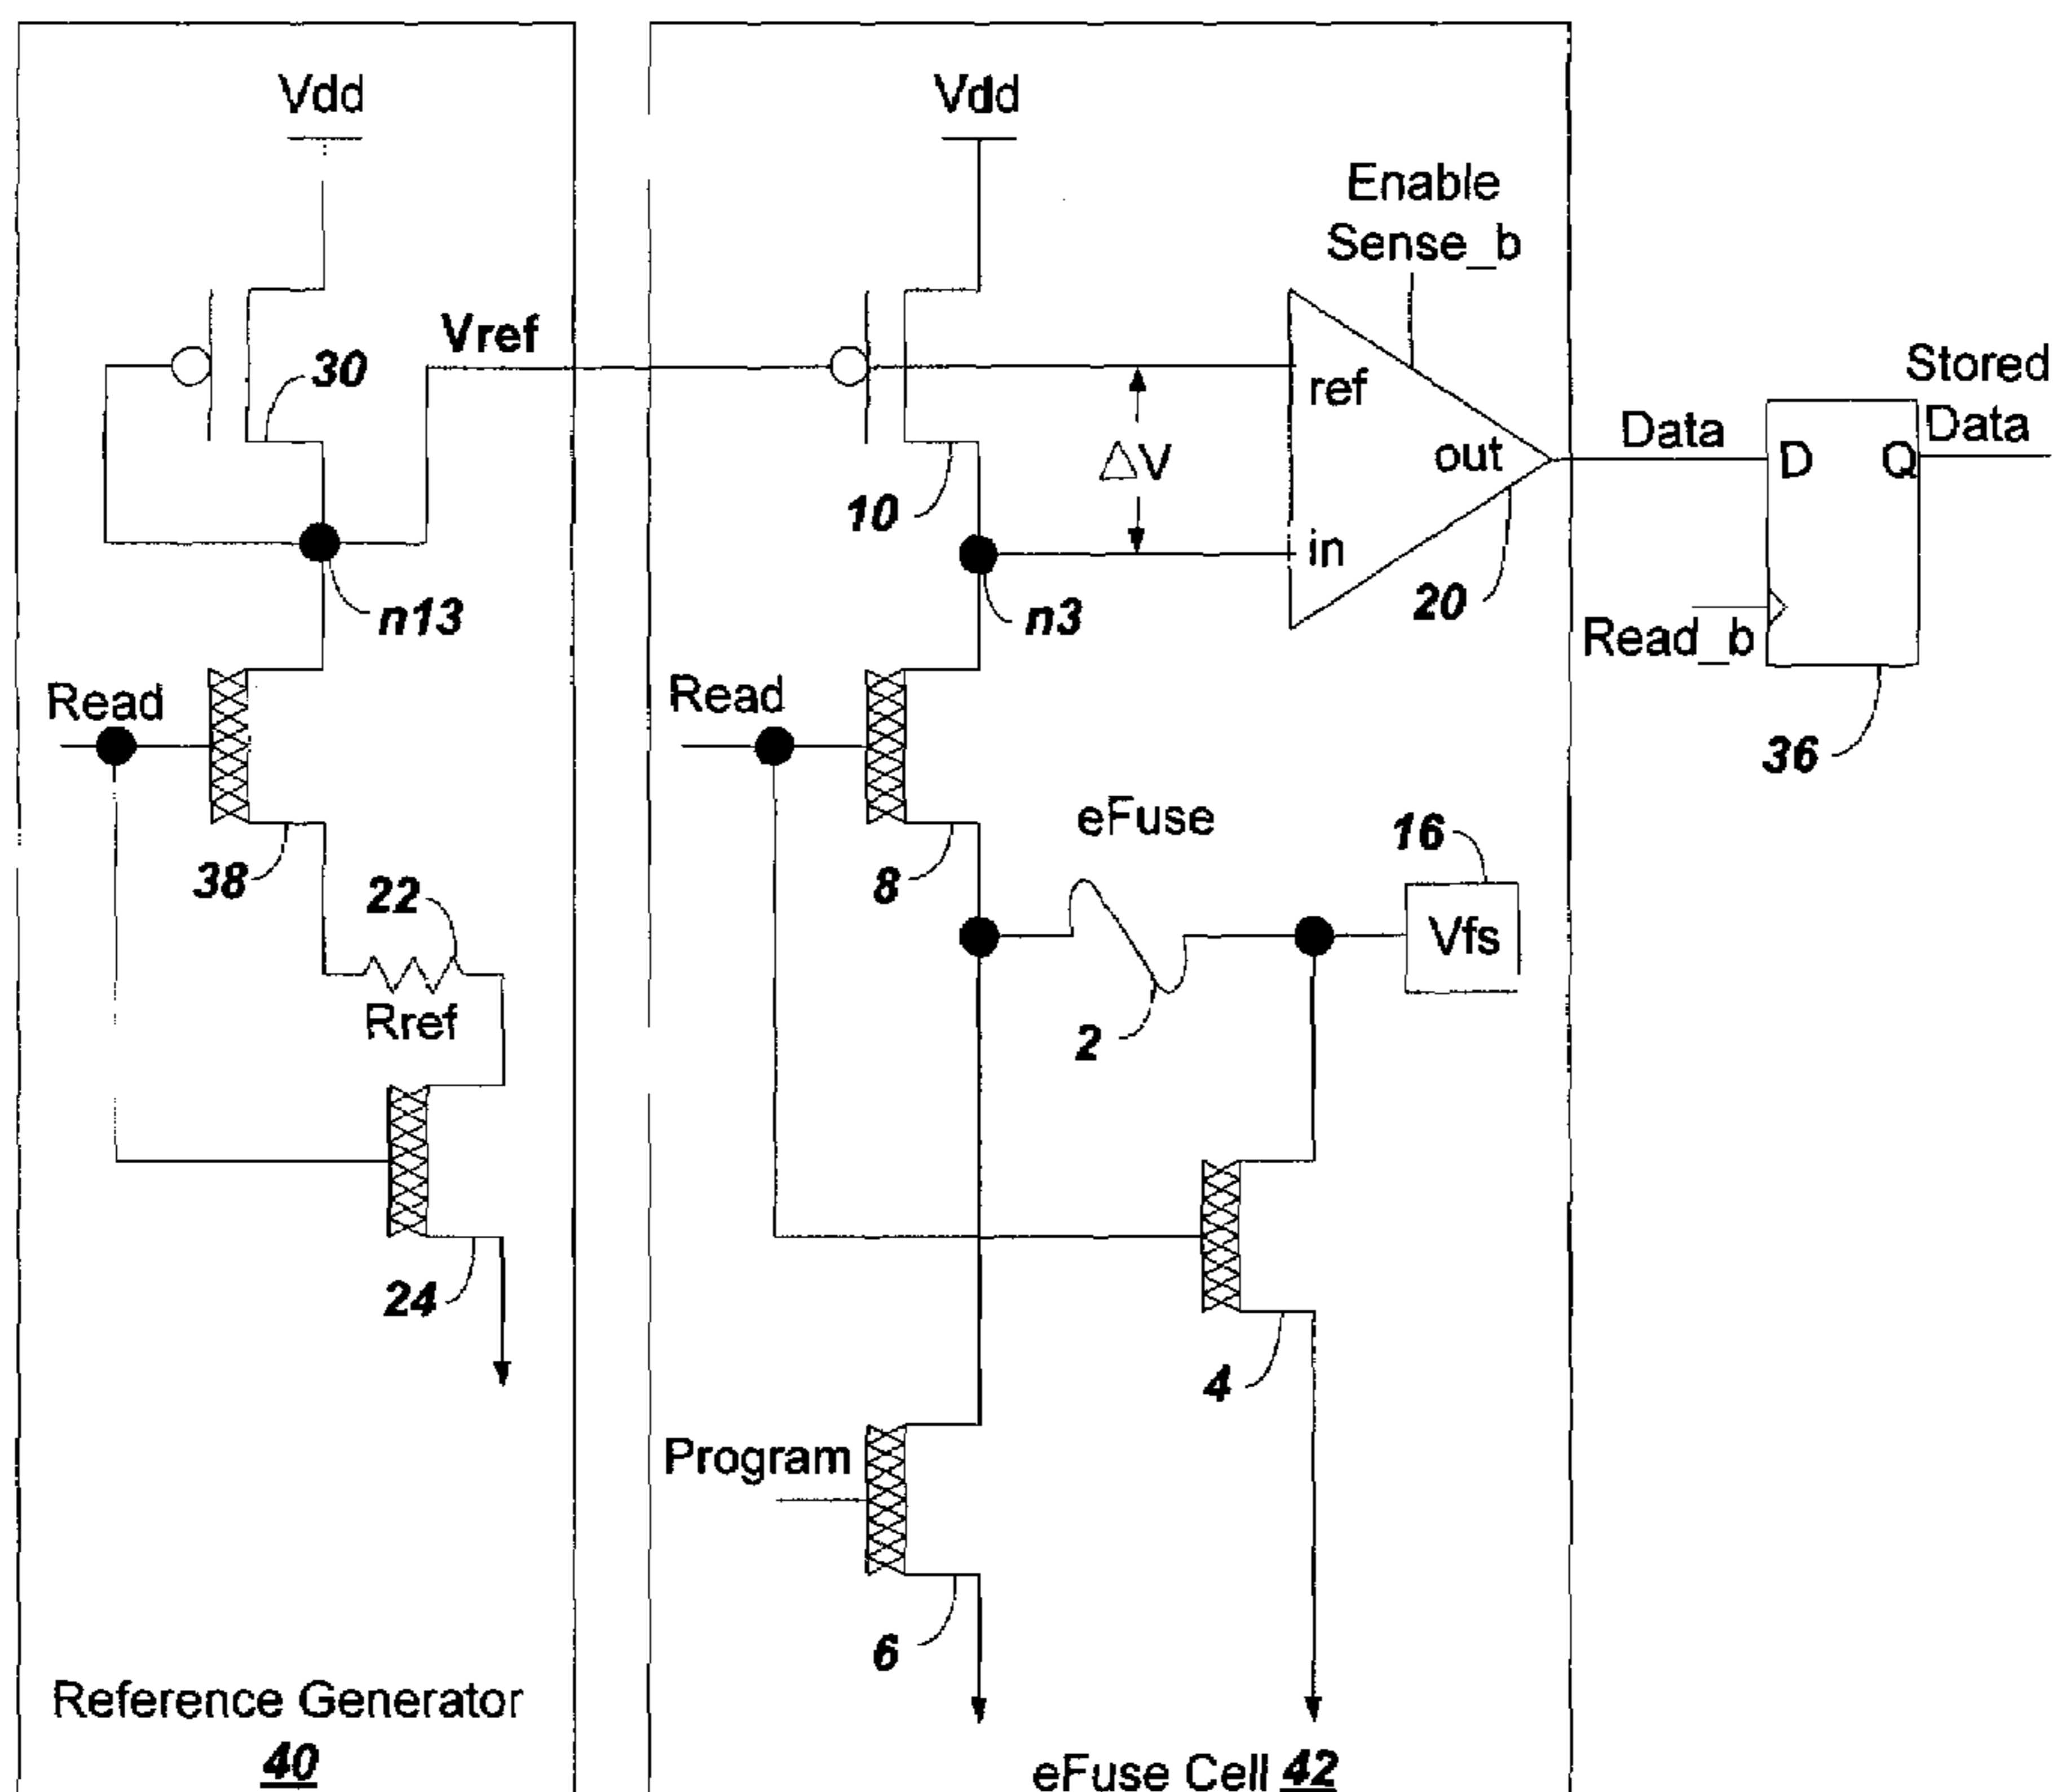 Vdd
30
Vref
n13
Read
38
22
Rref
24
Reference Generator
40
Vdd
Enable
Sense_b
ref
ΔV
out
in
10
n3
20
Data
Stored
Data
D
Q
Read_b
36
Read
8
eFuse
16
Vfs
2
4
Program
6
eFuse Cell 42